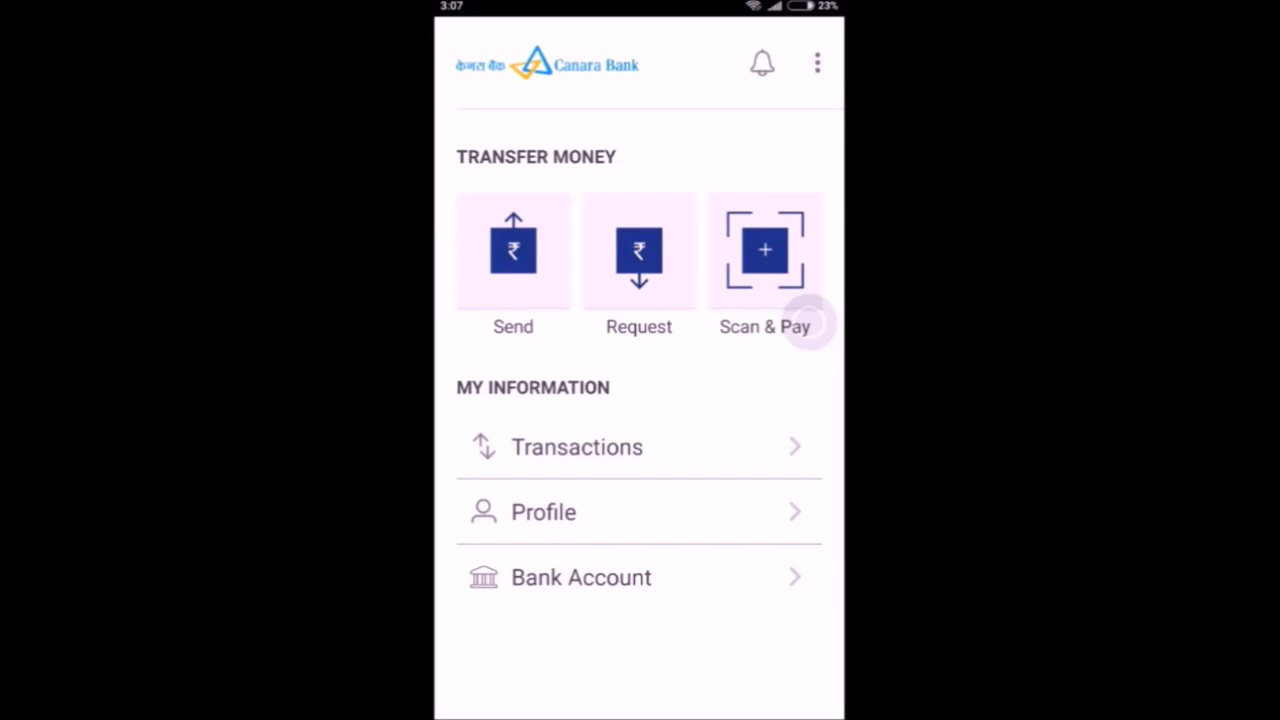 3:07 23%
केनरा बैंक Canara Bank
TRANSFER MONEY
₹ ₹ +
Send Request Scan & Pay
MY INFORMATION
Transactions
Profile
Bank Account